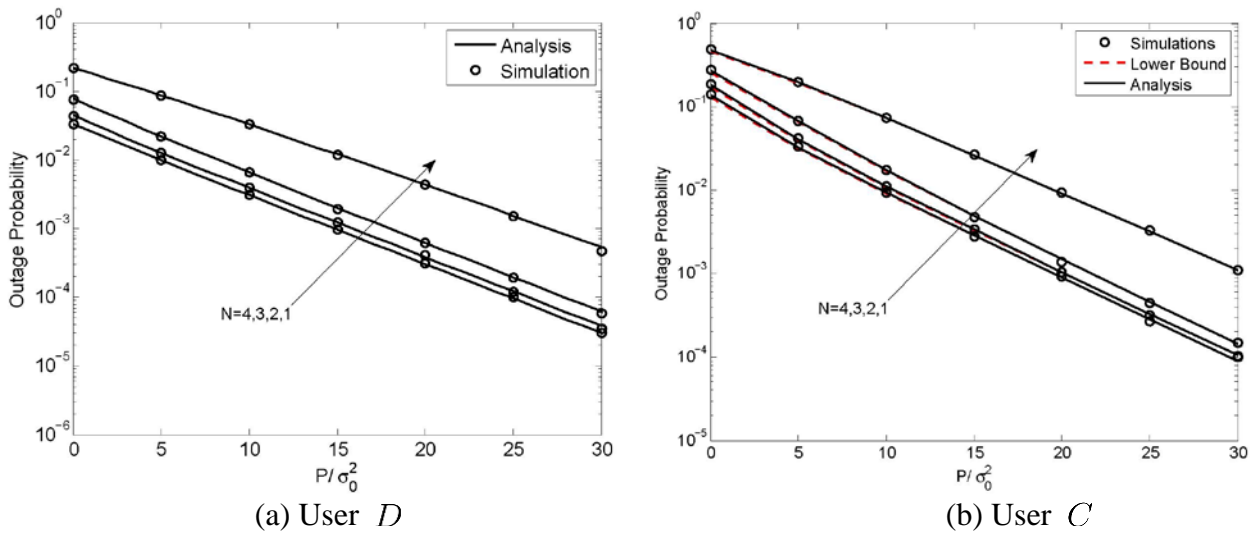 10^0
10^-1
10^-2
10^-3
10^-4
10^-5
10^-6
Outage Probability
Analysis
Simulation
N=4,3,2,1
0 5 10 15 20 25 30
P/ σ_0^2
(a) User D
10^0
10^-1
10^-2
10^-3
10^-4
10^-5
Outage Probability
Simulations
Lower Bound
Analysis
N=4,3,2,1
0 5 10 15 20 25 30
P/ σ_0^2
(b) User C